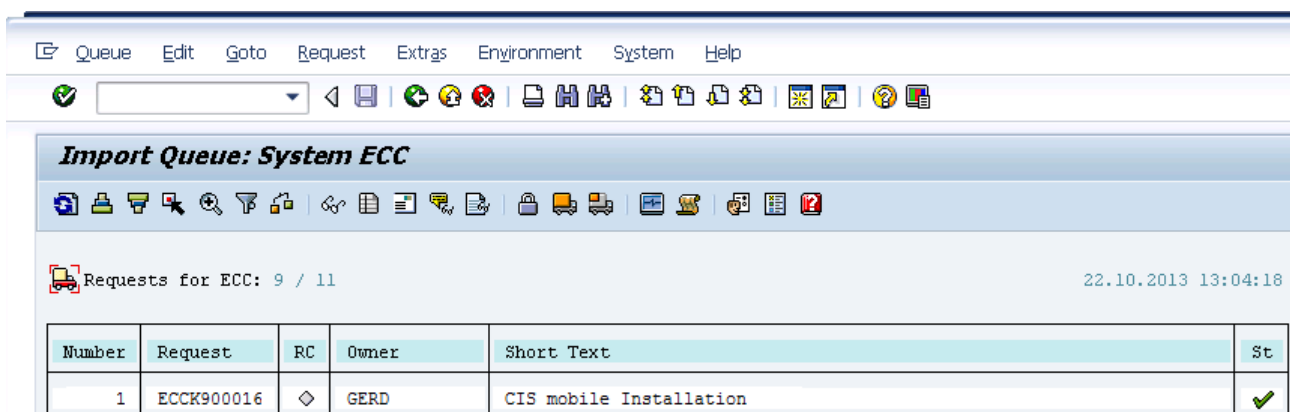 Queue Edit Goto Request Extras Environment System Help
Import Queue: System ECC
Requests for ECC: 9 / 11 22.10.2013 13:04:18
Number Request RC Owner Short Text St
1 ECCK900016 GERD CIS mobile Installation